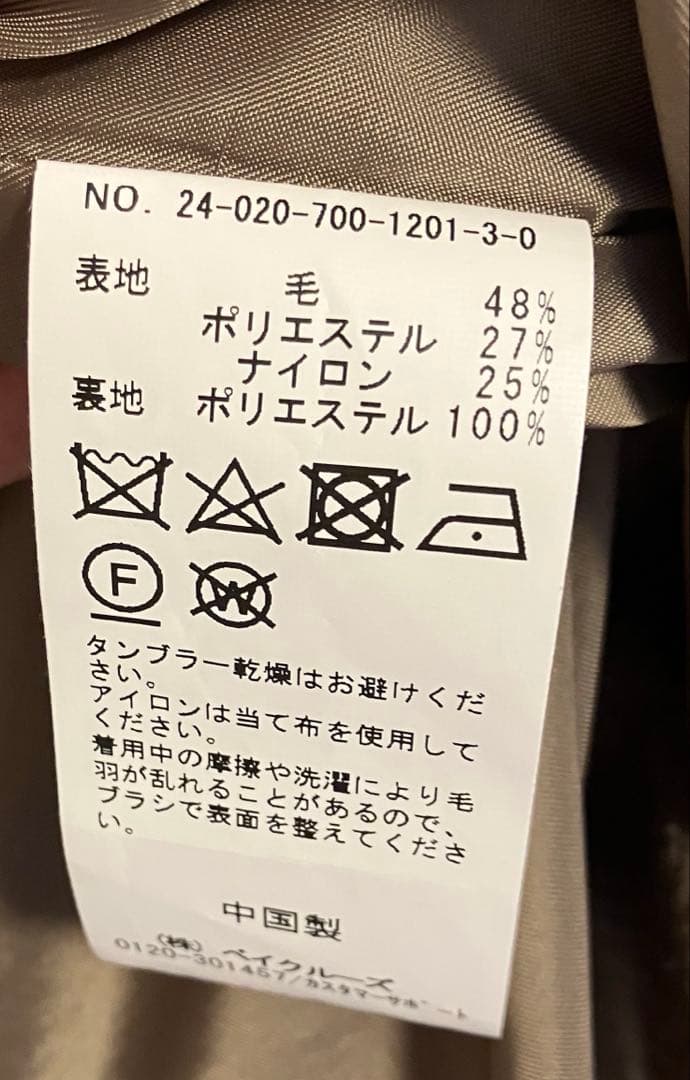 NO. 24-020-700-1201-3-0
表地 毛 48%
ポリエステル 27%
ナイロン 25%
裏地 ポリエステル 100%
F W
タンブラー乾燥はお避けくだ
さい。
アイロンは当て布を使用して
ください。
着用中の摩擦や洗濯により毛
羽が乱れることがあるので、
ブラシで表面を整えてくださ
い。
中国製
(株) ベイクルーズ
0120-301457/カスタマーサポート